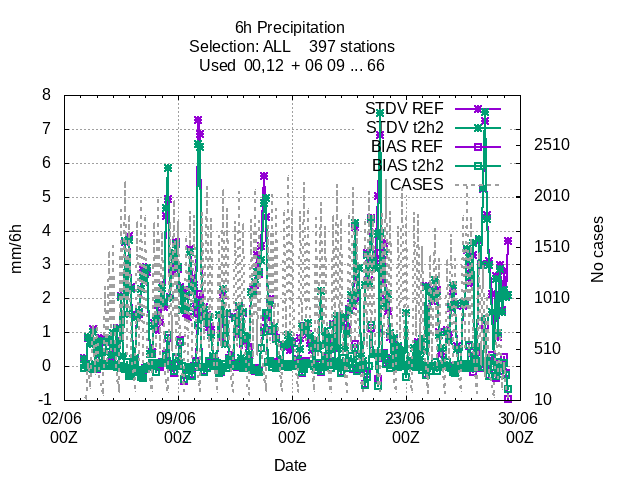 6h Precipitation
Selection: ALL 397 stations
Used 00,12 + 06 09 ... 66
STDV REF
STDV t2h2
BIAS REF
BIAS t2h2
CASES
8
7
6
5
4
3
2
1
0
-1
mm/6h
2510
2010
1510
1010
510
10
No cases
02/06 09/06 16/06 23/06 30/06
00Z 00Z 00Z 00Z 00Z
Date